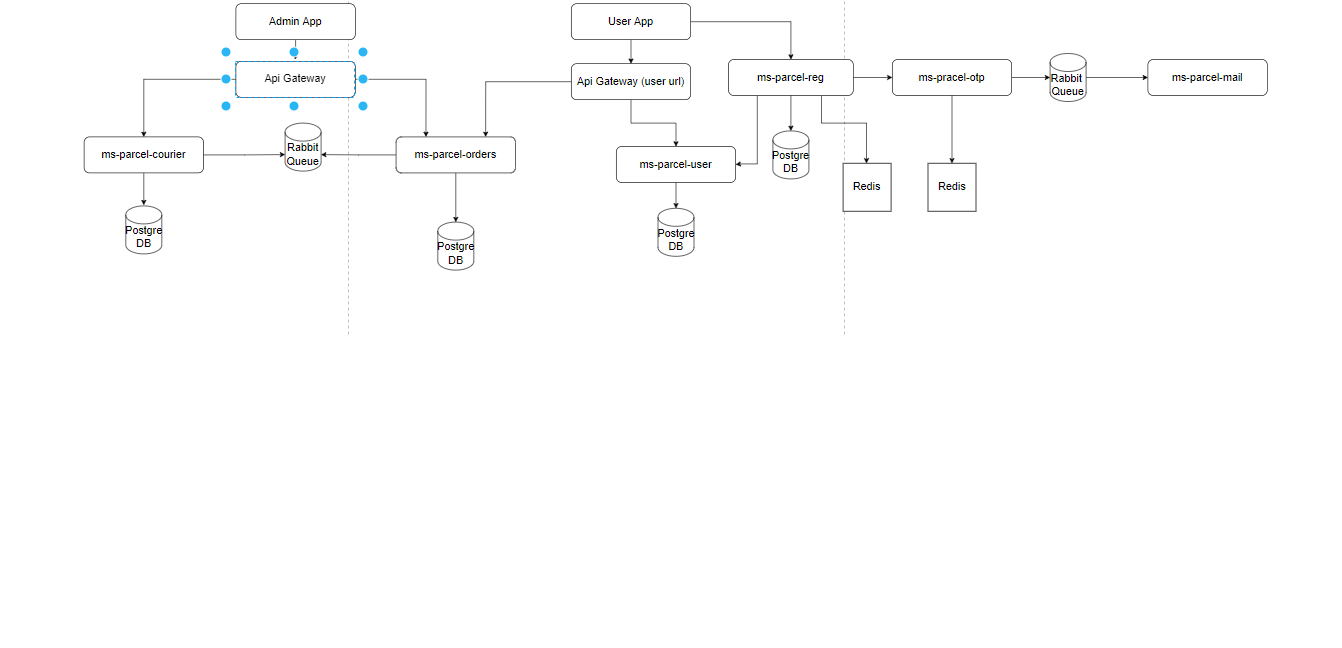 Admin App
User App
Api Gateway
Api Gateway (user url)
ms-parcel-reg
ms-pracel-otp
Rabbit
Queue
ms-parcel-mail
ms-parcel-courier
Rabbit
Queue
ms-parcel-orders
ms-parcel-user
Postgre
DB
Redis
Redis
Postgre
DB
Postgre
DB
Postgre
DB